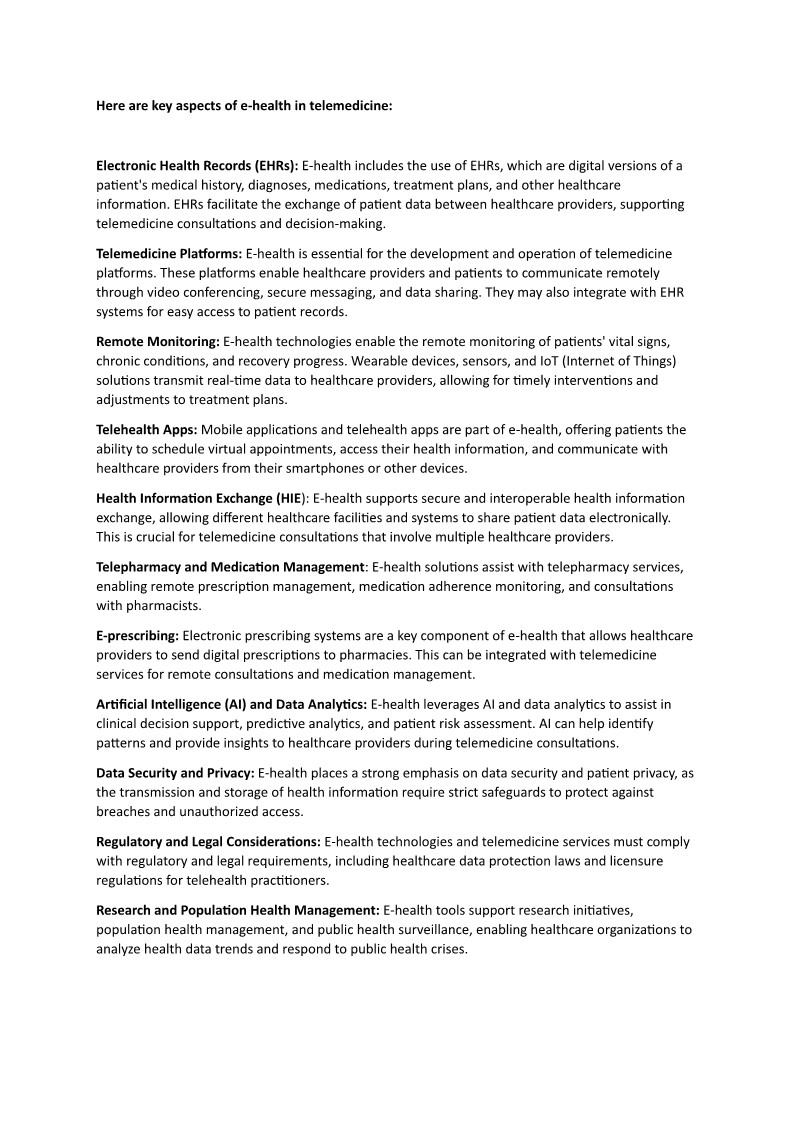 Here are key aspects of e-health in telemedicine:
Electronic Health Records (EHRs): E-health includes the use of EHRs, which are digital versions of a
patient's medical history, diagnoses, medications, treatment plans, and other healthcare
information. EHRs facilitate the exchange of patient data between healthcare providers, supporting
telemedicine consultations and decision-making.
Telemedicine Platforms: E-health is essential for the development and operation of telemedicine
platforms. These platforms enable healthcare providers and patients to communicate remotely
through video conferencing, secure messaging, and data sharing. They may also integrate with EHR
systems for easy access to patient records.
Remote Monitoring: E-health technologies enable the remote monitoring of patients' vital signs,
chronic conditions, and recovery progress. Wearable devices, sensors, and IoT (Internet of Things)
solutions transmit real-time data to healthcare providers, allowing for timely interventions and
adjustments to treatment plans.
Telehealth Apps: Mobile applications and telehealth apps are part of e-health, offering patients the
ability to schedule virtual appointments, access their health information, and communicate with
healthcare providers from their smartphones or other devices.
Health Information Exchange (HIE): E-health supports secure and interoperable health information
exchange, allowing different healthcare facilities and systems to share patient data electronically.
This is crucial for telemedicine consultations that involve multiple healthcare providers.
Telepharmacy and Medication Management: E-health solutions assist with telepharmacy services,
enabling remote prescription management, medication adherence monitoring, and consultations
with pharmacists.
E-prescribing: Electronic prescribing systems are a key component of e-health that allows healthcare
providers to send digital prescriptions to pharmacies. This can be integrated with telemedicine
services for remote consultations and medication management.
Artificial Intelligence (AI) and Data Analytics: E-health leverages AI and data analytics to assist in
clinical decision support, predictive analytics, and patient risk assessment. AI can help identify
patterns and provide insights to healthcare providers during telemedicine consultations.
Data Security and Privacy: E-health places a strong emphasis on data security and patient privacy, as
the transmission and storage of health information require strict safeguards to protect against
breaches and unauthorized access.
Regulatory and Legal Considerations: E-health technologies and telemedicine services must comply
with regulatory and legal requirements, including healthcare data protection laws and licensure
regulations for telehealth practitioners.
Research and Population Health Management: E-health tools support research initiatives,
population health management, and public health surveillance, enabling healthcare organizations to
analyze health data trends and respond to public health crises.